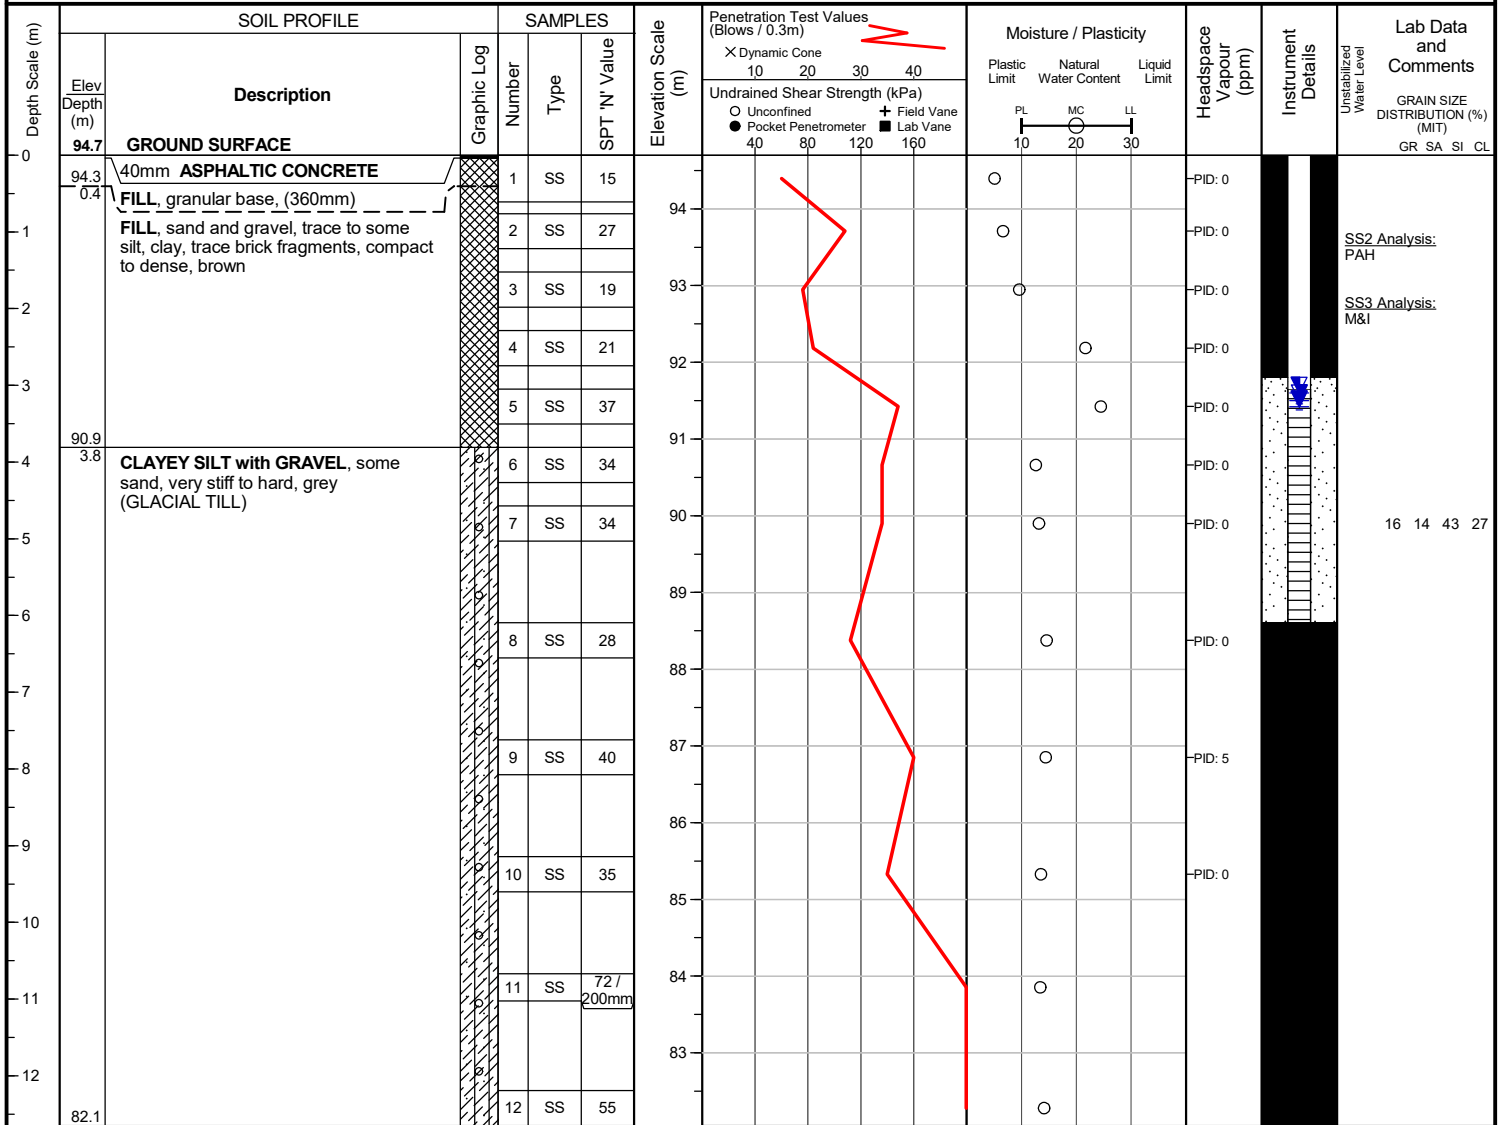 SOIL PROFILE
SAMPLES
Depth Scale (m)
Elev
Depth
(m)
Description
Graphic Log
Number
Type
SPT 'N' Value
Elevation Scale
(m)
Penetration Test Values
(Blows / 0.3m)
X Dynamic Cone
10 20 30 40
Undrained Shear Strength (kPa)
Unconfined
Field Vane
Pocket Penetrometer
Lab Vane
40 80 120 160
Moisture / Plasticity
Plastic
Limit
Natural
Water Content
Liquid
Limit
PL MC LL
10 20 30
Headspace
Vapour
(ppm)
Instrument
Details
Unstabilized
Water Level
Lab Data
and
Comments
GRAIN SIZE
DISTRIBUTION (%)
(MIT)
GR SA SI CL
94.7 GROUND SURFACE
0
40mm ASPHALTIC CONCRETE
94.3
0.4
FILL, granular base, (360mm)
1 SS 15
PID: 0
94
FILL, sand and gravel, trace to some
silt, clay, trace brick fragments, compact
to dense, brown
1
2 SS 27
PID: 0
SS2 Analysis:
PAH
93
3 SS 19
PID: 0
SS3 Analysis:
M&I
2
4 SS 21
PID: 0
92
3
5 SS 37
PID: 0
91
90.9
3.8
4
CLAYEY SILT with GRAVEL, some
sand, very stiff to hard, grey
(GLACIAL TILL)
6 SS 34
PID: 0
90
7 SS 34
PID: 0
16 14 43 27
5
89
6
8 SS 28
PID: 0
88
7
87
9 SS 40
PID: 5
8
86
9
10 SS 35
PID: 0
85
10
84
11 SS 72 /
200mm
11
83
12
12 SS 55
82.1